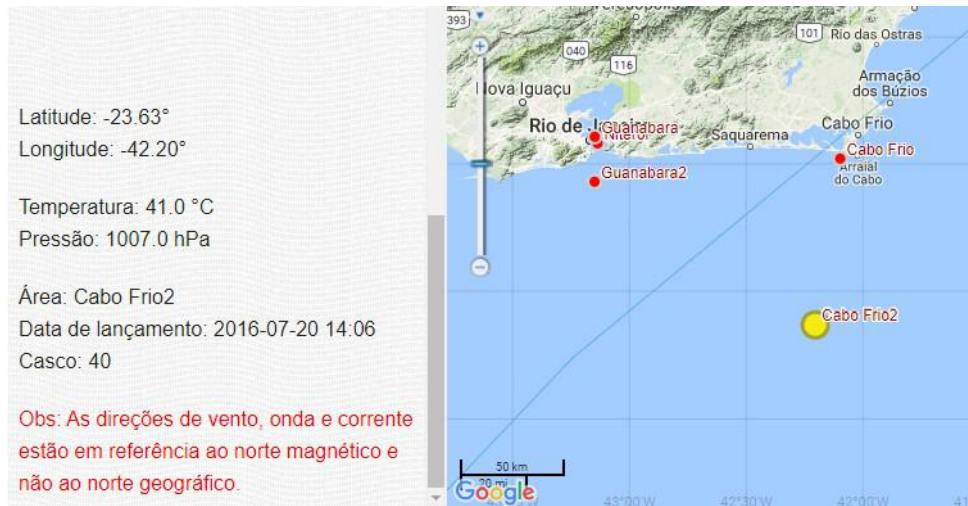 Latitude: -23.63°
Longitude: -42.20°
Temperatura: 41.0 °C
Pressão: 1007.0 hPa
Área: Cabo Frio2
Data de lançamento: 2016-07-20 14:06
Casco: 40
Obs: As direções de vento, onda e corrente
estão em referência ao norte magnético e
não ao norte geográfico.
393
040
116
101
Rio das Ostras
Nova Iguaçu
Armação
dos Búzios
Rio de
Guanabara
Niterói
Saquarema
Cabo Frio
Cabo Frio
Arraial
do Cabo
Guanabara2
Cabo Frio2
50 km
20 mi
Google
43°00'W
42°30'W
42°00'W